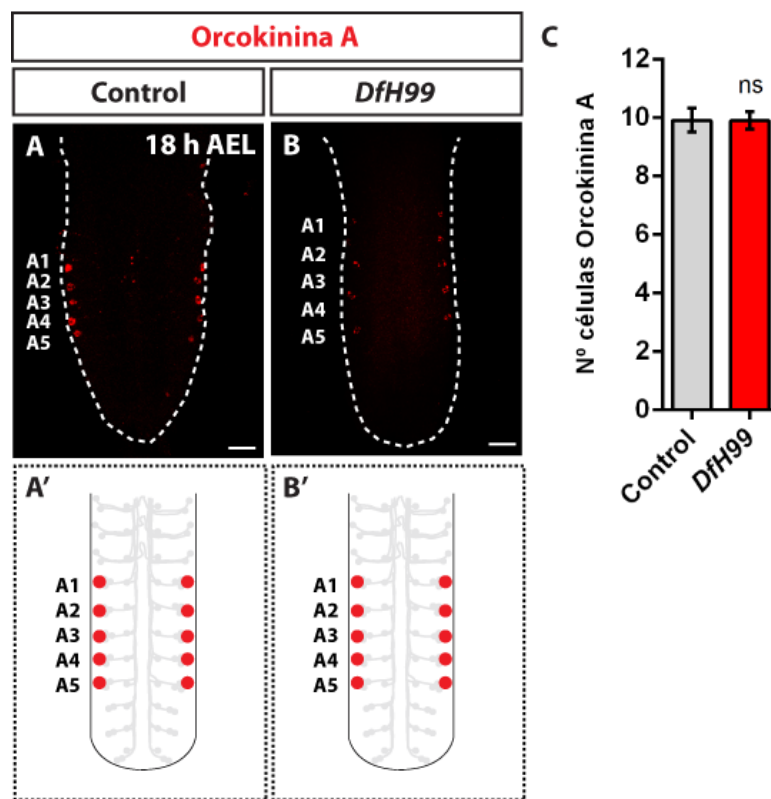 Orcokinina A
Control
DfH99
A
18 h AEL
A1
A2
A3
A4
A5
B
A1
A2
A3
A4
A5
A'
A1
A2
A3
A4
A5
B'
A1
A2
A3
A4
A5
C
Nº células Orcokinina A
12
10
8
6
4
2
0
ns
Control
DfH99